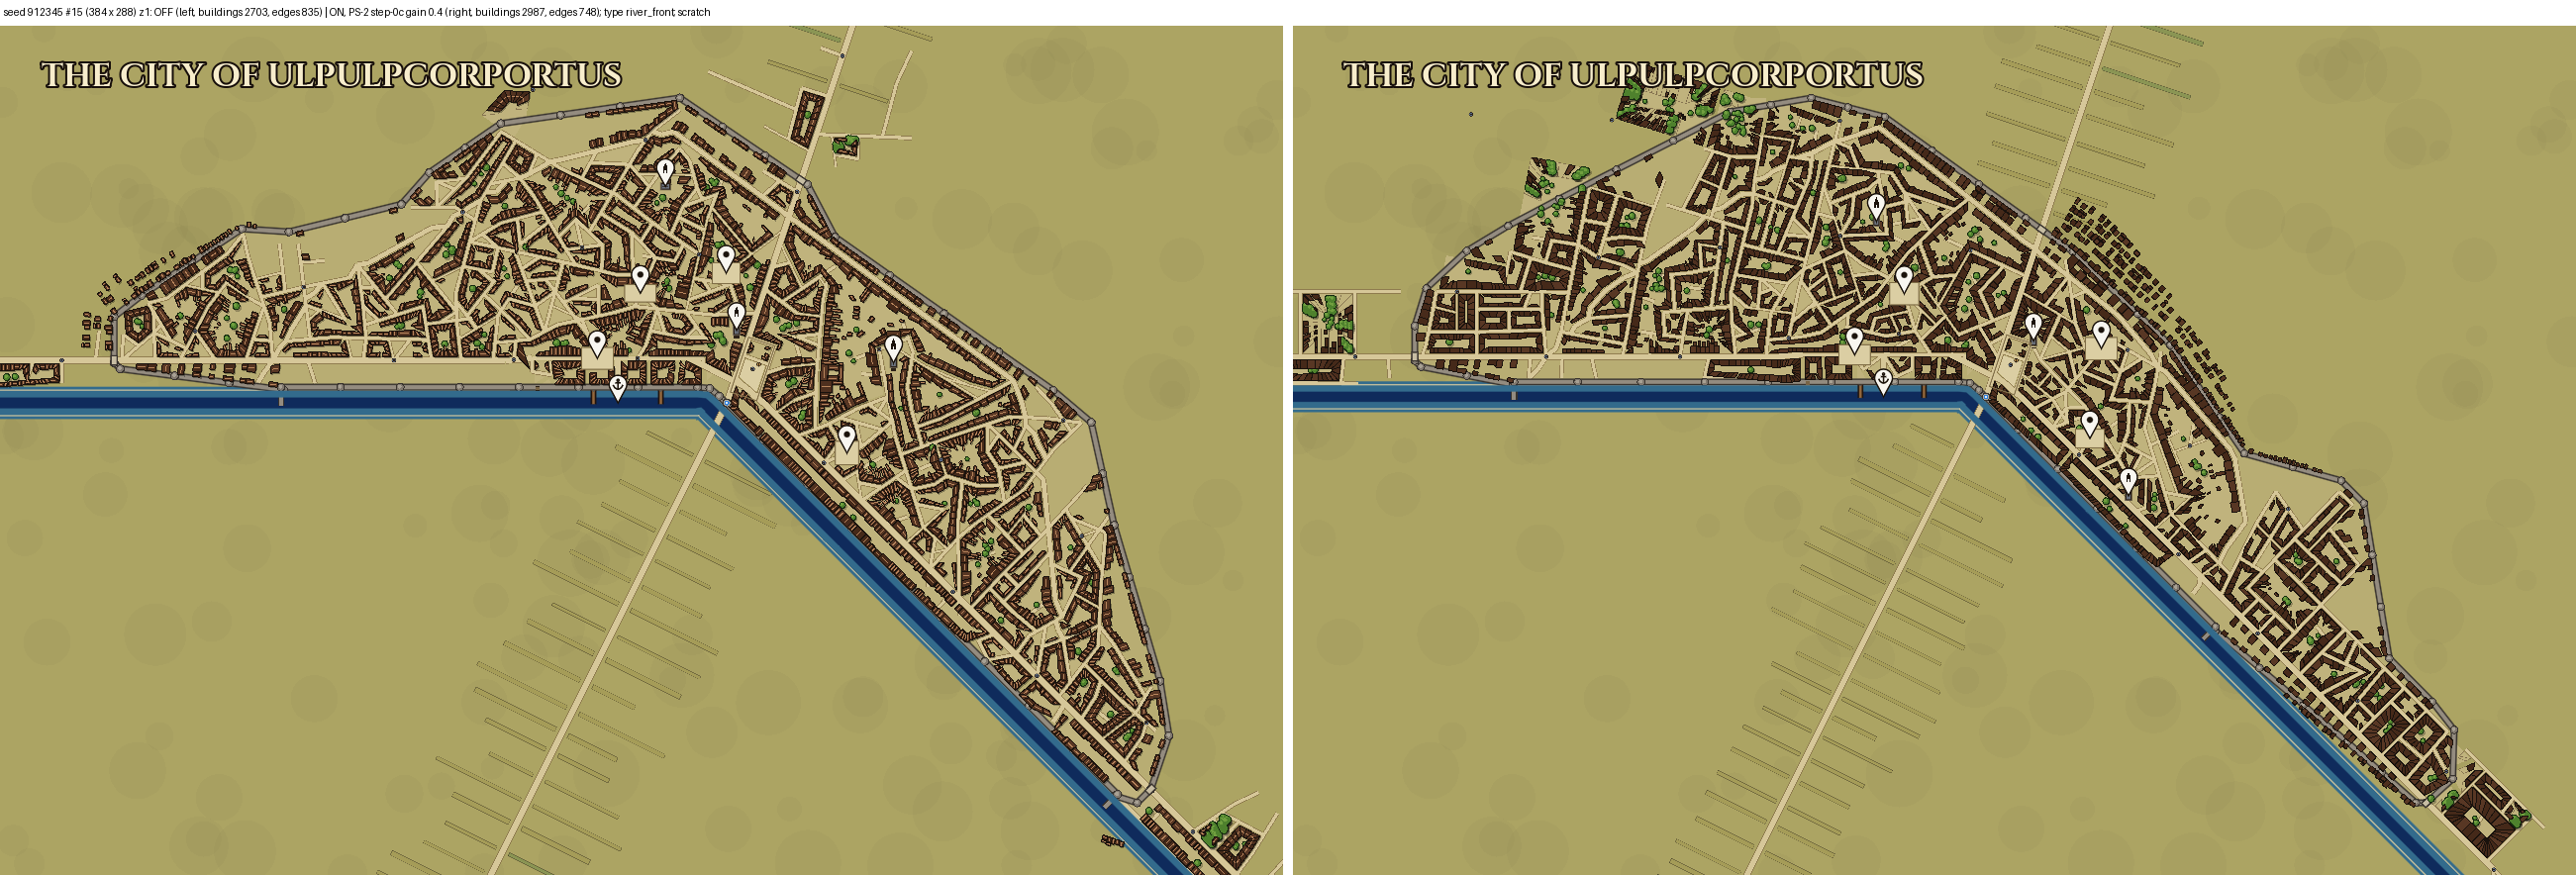 seed 912345 #15 (384 x 288) z1: OFF (left, buildings 2703, edges 835) | ON, PS-2 step-0c gain 0.4 (right, buildings 2987, edges 748); type river_front; scratch
THE CITY OF ULPULPCORPORTUS
THE CITY OF ULPULPCORPORTUS